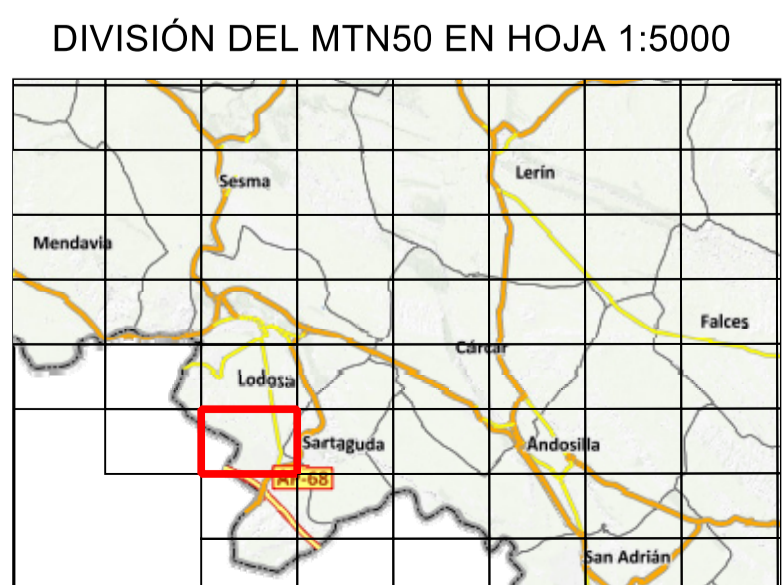 DIVISIÓN DEL MTN50 EN HOJA 1:5000
Lerín
Sesma
Mendavia
Falces
Cárcar
Lodosa
Sartaguda
Andosilla
AP-68
San Adrián